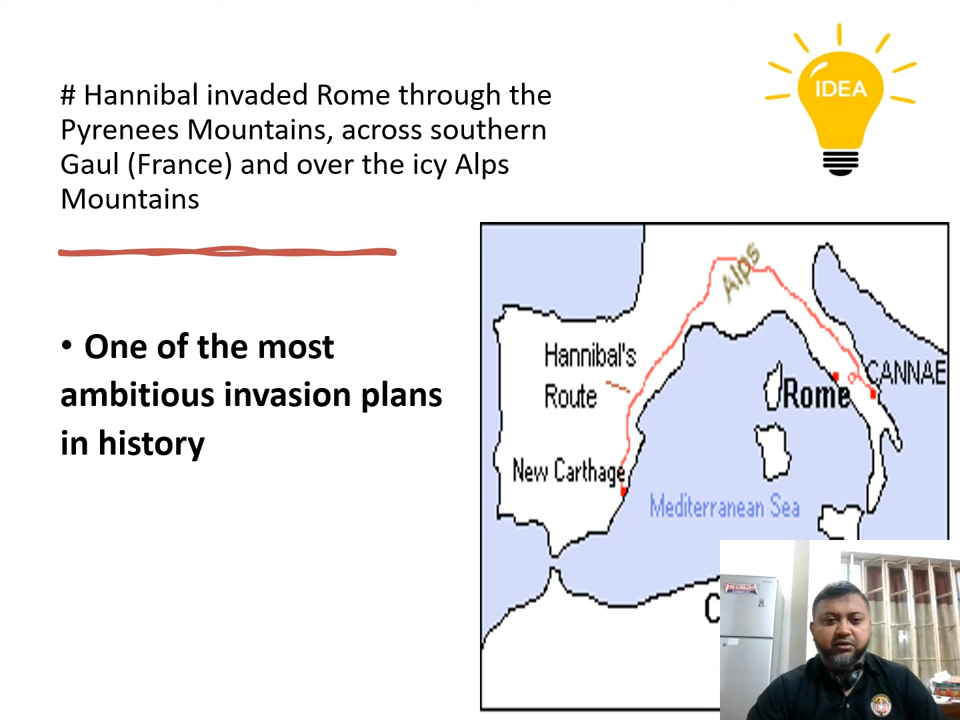 # Hannibal invaded Rome through the
Pyrenees Mountains, across southern
Gaul (France) and over the icy Alps
Mountains
IDEA
• One of the most
ambitious invasion plans
in history
Alps
Hannibal's
Route
CANNAE
Rome
New Carthage
Mediterranean Sea